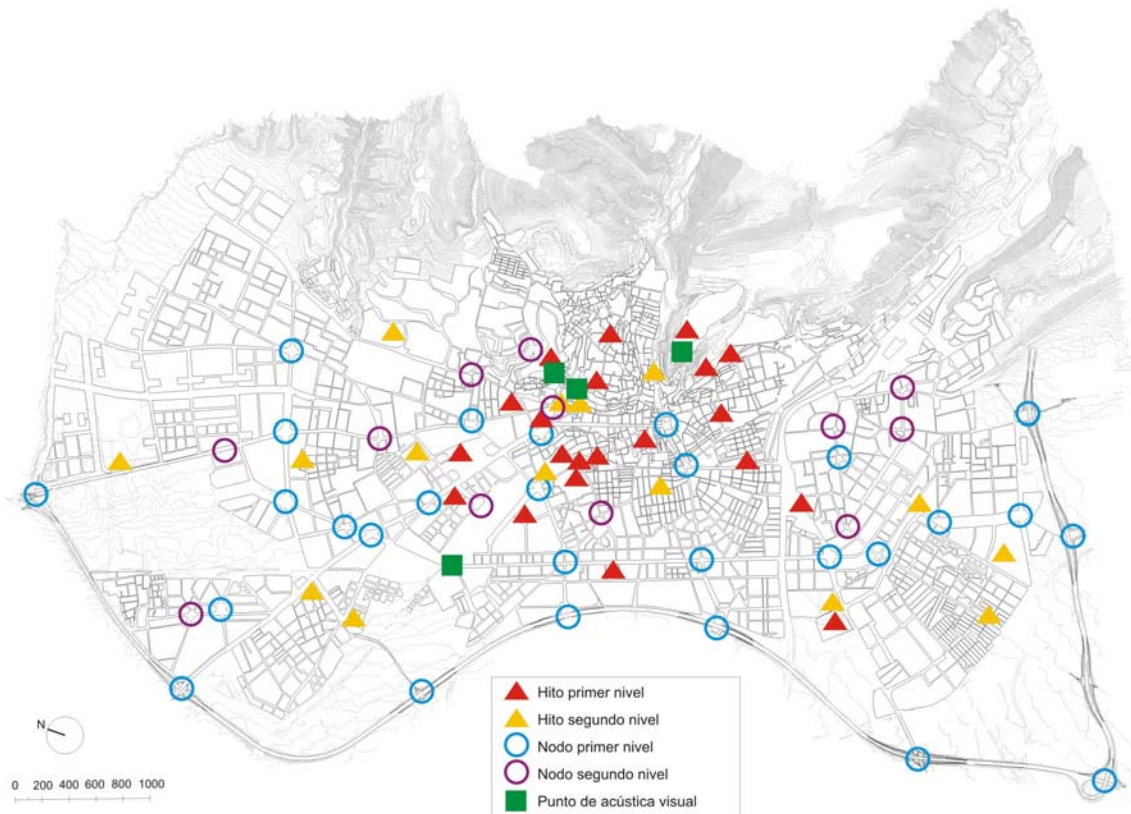 Hito primer nivel
Hito segundo nivel
Nodo primer nivel
Nodo segundo nivel
Punto de acústica visual
N
0 200 400 600 800 1000